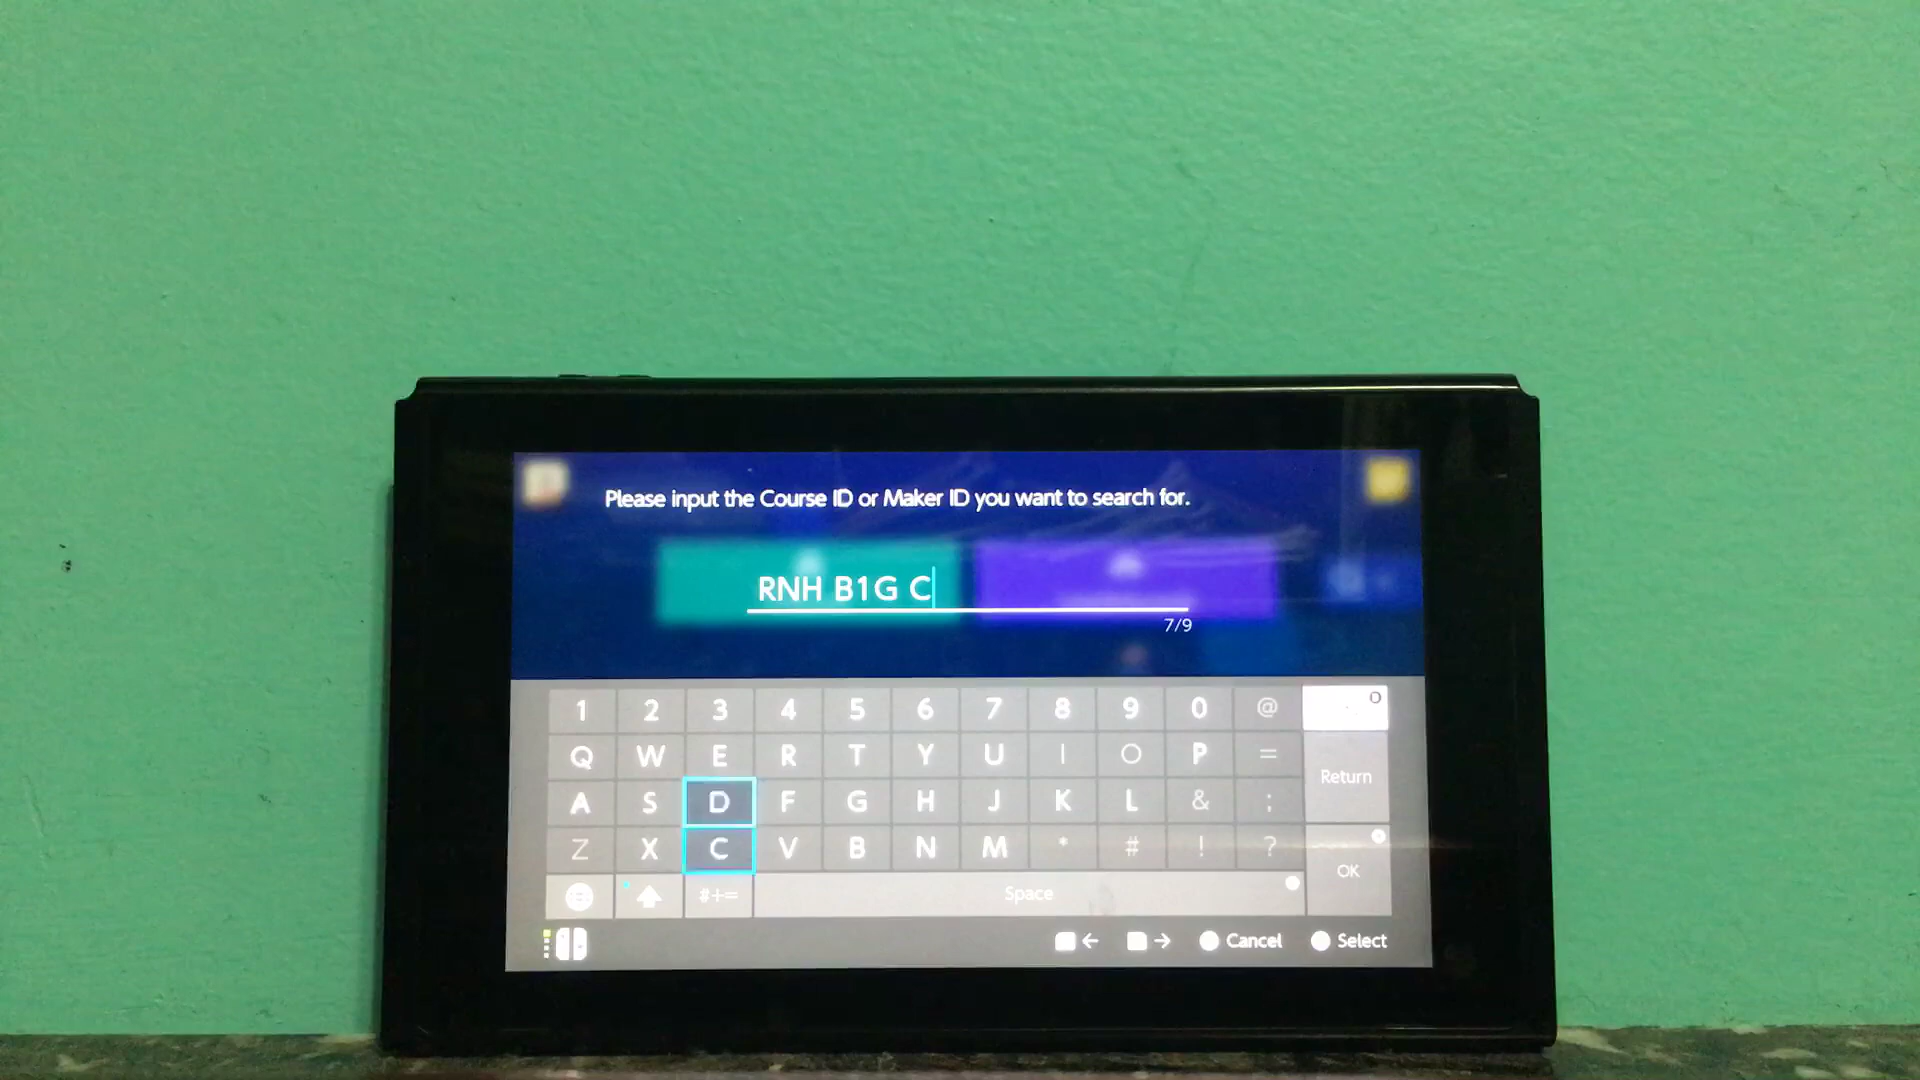 Please input the Course ID or Maker ID you want to search for.
RNH B1G C
7/9
1 2 3 4 5 6 7 8 9 0 @
Q W E R T Y U I O P =
Return
A S D F G H J K L & ;
Z X C V B N M * # ! ?
OK
#+= Space
← → Cancel Select